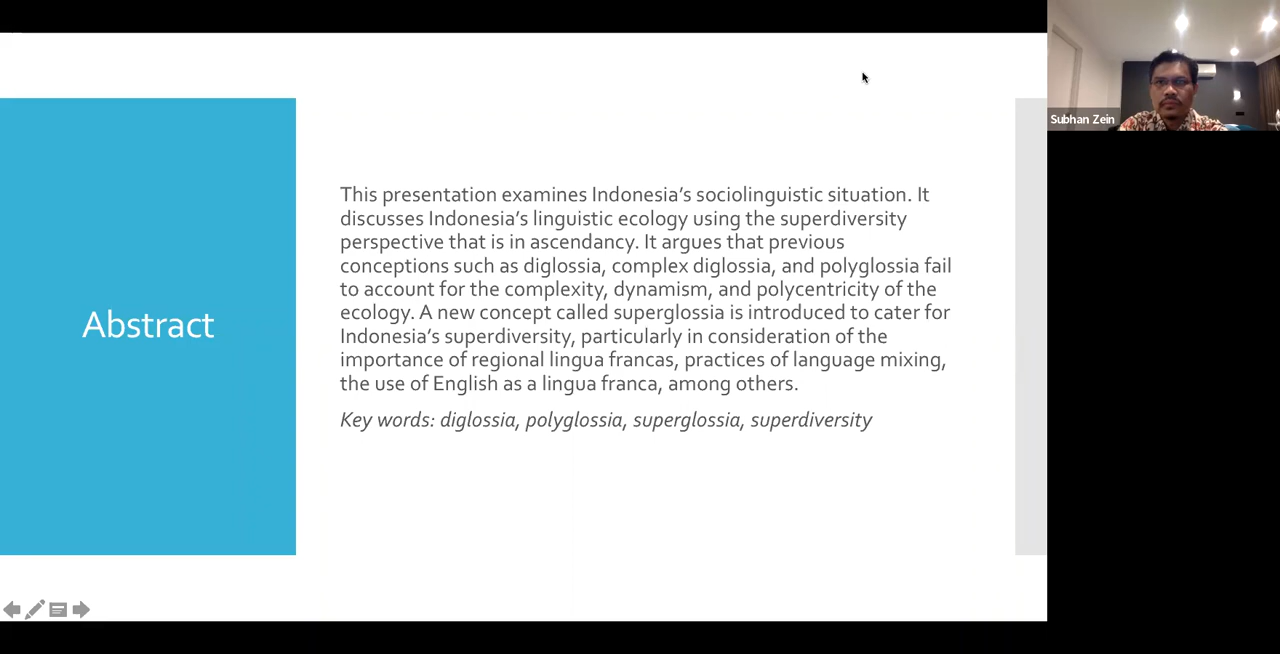 Abstract
This presentation examines Indonesia’s sociolinguistic situation. It
discusses Indonesia’s linguistic ecology using the superdiversity
perspective that is in ascendancy. It argues that previous
conceptions such as diglossia, complex diglossia, and polyglossia fail
to account for the complexity, dynamism, and polycentricity of the
ecology. A new concept called superglossia is introduced to cater for
Indonesia’s superdiversity, particularly in consideration of the
importance of regional lingua francas, practices of language mixing,
the use of English as a lingua franca, among others.
Key words: diglossia, polyglossia, superglossia, superdiversity
Subhan Zein